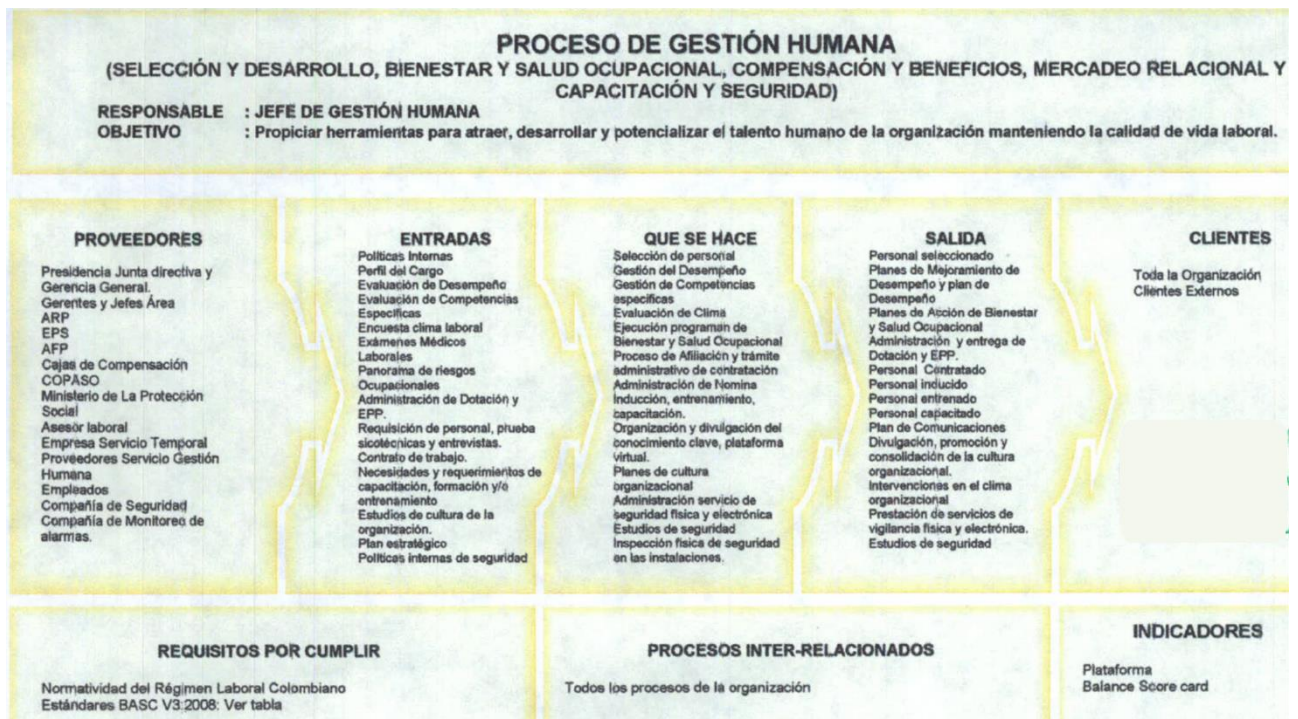 PROCESO DE GESTIÓN HUMANA
(SELECCIÓN Y DESARROLLO, BIENESTAR Y SALUD OCUPACIONAL, COMPENSACIÓN Y BENEFICIOS, MERCADEO RELACIONAL Y
CAPACITACIÓN Y SEGURIDAD)
RESPONSABLE : JEFE DE GESTIÓN HUMANA
OBJETIVO : Propiciar herramientas para atraer, desarrollar y potencializar el talento humano de la organización manteniendo la calidad de vida laboral.
PROVEEDORES
Presidencia Junta directiva y
Gerencia General.
Gerentes y Jefes Área
ARP
EPS
AFP
Cajas de Compensación
COPASO
Ministerio de La Protección
Social
Asesor laboral
Empresa Servicio Temporal
Proveedores Servicio Gestión
Humana
Empleados
Compañía de Seguridad
Compañía de Monitoreo de
alarmas.
ENTRADAS
Políticas Internas
Perfil del Cargo
Evaluación de Desempeño
Evaluación de Competencias
Especificas
Encuesta clima laboral
Exámenes Médicos
Laborales
Panorama de riesgos
Ocupacionales
Administración de Dotación y
EPP.
Requisición de personal, prueba
sicotécnicas y entrevistas.
Contrato de trabajo.
Necesidades y requerimientos de
capacitación, formación y/o
entrenamiento
Estudios de cultura de la
organización.
Plan estratégico
Políticas internas de seguridad
QUE SE HACE
Selección de personal
Gestión del Desempeño
Gestión de Competencias
especificas
Evaluación de Clima
Ejecución programan de
Bienestar y Salud Ocupacional
Proceso de Afiliación y trámite
administrativo de contratación
Administración de Nomina
Inducción, entrenamiento,
capacitación.
Organización y divulgación del
conocimiento clave, plataforma
virtual.
Planes de cultura
organizacional
Administración servicio de
seguridad física y electrónica
Estudios de seguridad
Inspección física de seguridad
en las instalaciones.
SALIDA
Personal seleccionado
Planes de Mejoramiento de
Desempeño y plan de
Desempeño
Planes de Acción de Bienestar
y Salud Ocupacional
Administración y entrega de
Dotación y EPP.
Personal Contratado
Personal inducido
Personal entrenado
Personal capacitado
Plan de Comunicaciones
Divulgación, promoción y
consolidación de la cultura
organizacional.
Intervenciones en el clima
organizacional
Prestación de servicios de
vigilancia física y electrónica.
Estudios de seguridad
CLIENTES
Toda la Organización
Clientes Externos
REQUISITOS POR CUMPLIR
Normatividad del Régimen Laboral Colombiano
Estándares BASC V3:2008: Ver tabla
PROCESOS INTER-RELACIONADOS
Todos los procesos de la organización
INDICADORES
Plataforma
Balance Score card